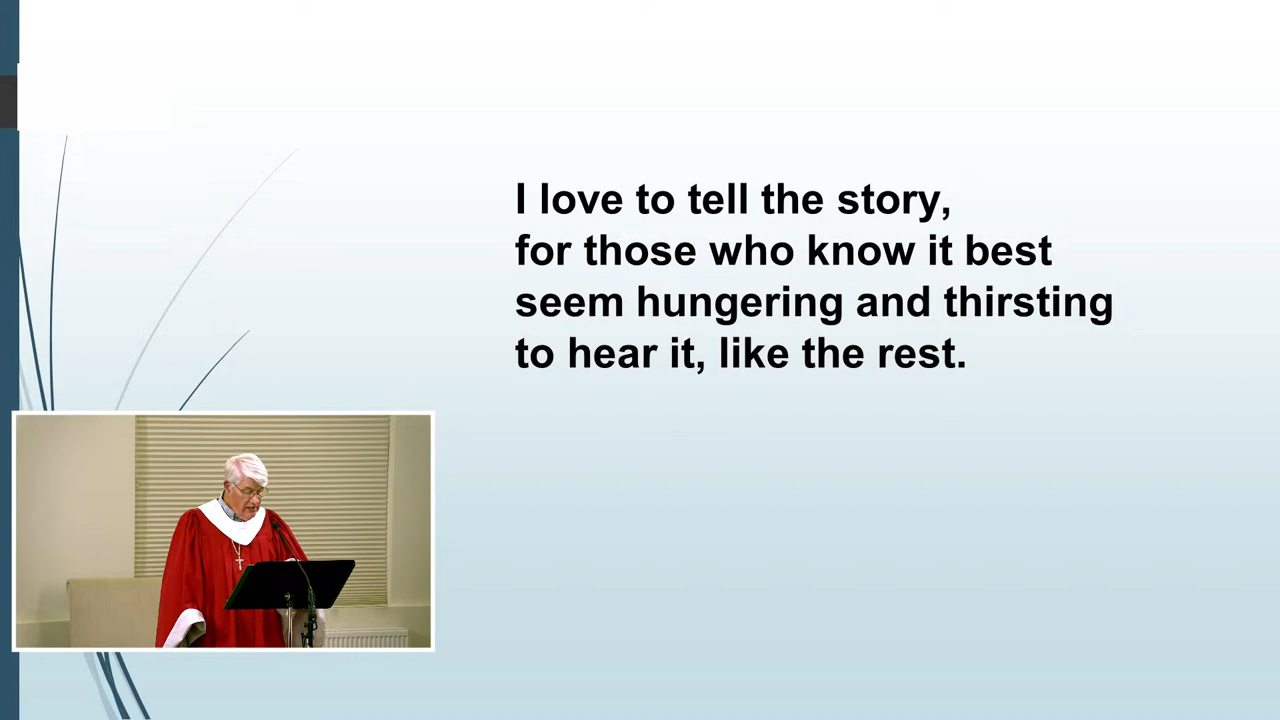 I love to tell the story,
for those who know it best
seem hungering and thirsting
to hear it, like the rest.